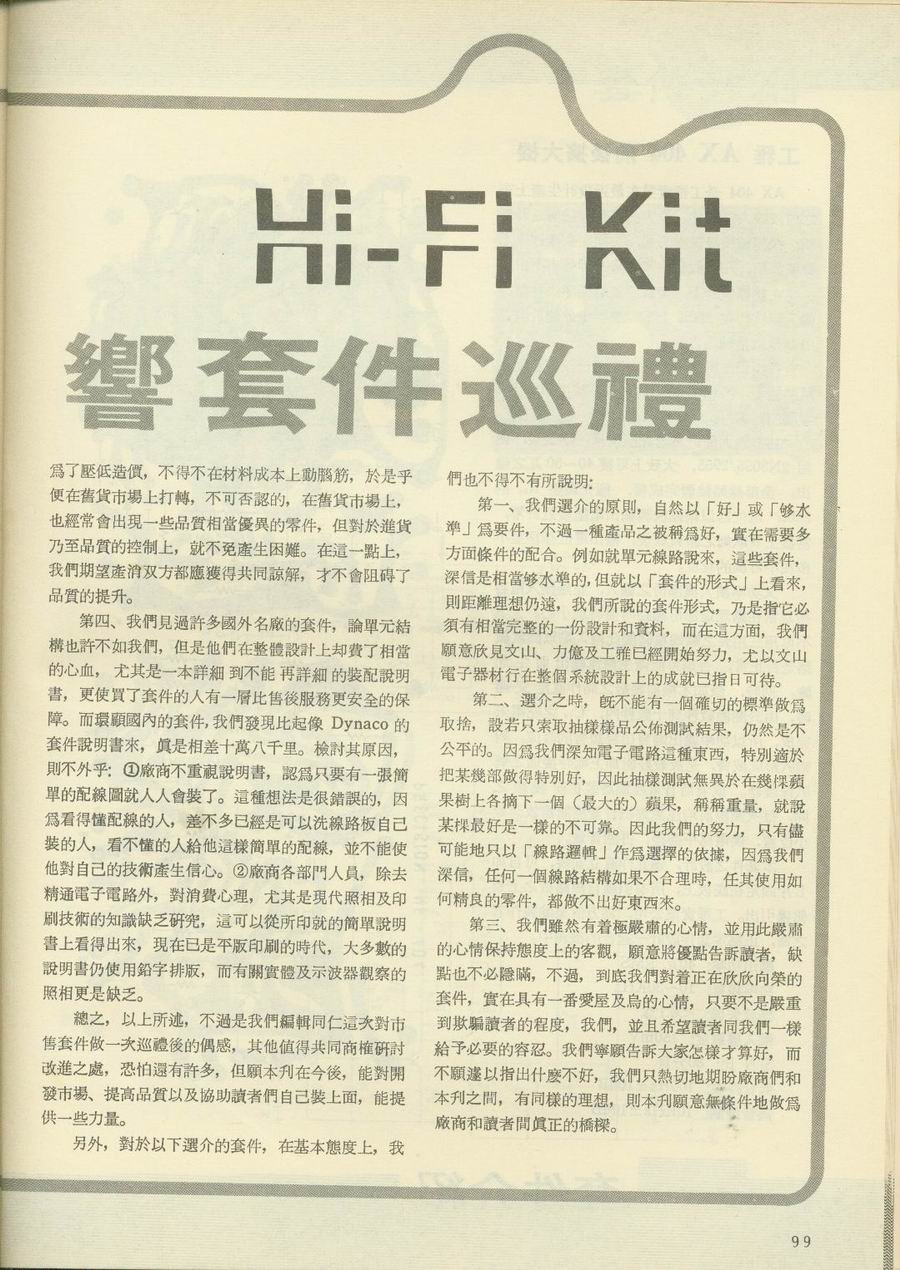 Hi-Fi Kit
響套件巡禮
爲了壓低造價，不得不在材料成本上動腦筋，於是乎
便在舊貨市場上打轉，不可否認的，在舊貨市場上，
也經常會出現一些品質相當優異的零件，但對於進貨
乃至品質的控制上，就不免產生困難。在這一點上，
我們期望產消双方都應獲得共同諒解，才不會阻碍了
品質的提升。
第四、我們見過許多國外名廠的套件，論單元結
構也許不如我們，但是他們在整體設計上却費了相當
的心血，尤其是一本詳細到不能再詳細的裝配說明
書，更使買了套件的人有一層比售後服務更安全的保
障。而環顧國內的套件，我們發現比起像 Dynaco 的
套件說明書來，眞是相差十萬八千里。檢討其原因，
則不外乎：①廠商不重視說明書，認爲只要有一張簡
單的配線圖就人人會裝了。這種想法是很錯誤的，因
爲看得懂配線的人，差不多已經是可以洗線路板自己
裝的人，看不懂的人給他這樣簡單的配線，並不能使
他對自己的技術產生信心。②廠商各部門人員，除去
精通電子電路外，對消費心理，尤其是現代照相及印
刷技術的知識缺乏研究，這可以從所印就的簡單說明
書上看得出來，現在已是平版印刷的時代，大多數的
說明書仍使用鉛字排版，而有關實體及示波器觀察的
照相更是缺乏。
總之，以上所述，不過是我們編輯同仁這次對市
售套件做一次巡禮後的偶感，其他值得共同商榷研討
改進之處，恐怕還有許多，但願本刋在今後，能對開
發市場、提高品質以及協助讀者們自己裝上面，能提
供一些力量。
另外，對於以下選介的套件，在基本態度上，我
們也不得不有所說明：
第一、我們選介的原則，自然以「好」或「够水
準」爲要件，不過一種產品之被稱爲好，實在需要多
方面條件的配合。例如就單元線路說來，這些套件，
深信是相當够水準的，但就以「套件的形式」上看來，
則距離理想仍遠，我們所說的套件形式，乃是指它必
須有相當完整的一份設計和資料，而在這方面，我們
願意欣見文山、力億及工雅已經開始努力，尤以文山
電子器材行在整個系統設計上的成就已指日可待。
第二、選介之時，旣不能有一個確切的標準做爲
取捨，設若只索取抽樣樣品公佈測試結果，仍然是不
公平的。因爲我們深知電子電路這種東西，特別適於
把某幾部做得特別好，因此抽樣測試無異於在幾棵蘋
果樹上各摘下一個（最大的）蘋果，稱稱重量，就說
某棵最好是一樣的不可靠。因此我們的努力，只有儘
可能地只以「線路邏輯」作爲選擇的依據，因爲我們
深信，任何一個線路結構如果不合理時，任其使用如
何精良的零件，都做不出好東西來。
第三、我們雖然有着極嚴肅的心情，並用此嚴肅
的心情保持態度上的客觀，願意將優點告訴讀者，缺
點也不必隱瞞，不過，到底我們對着正在欣欣向榮的
套件，實在具有一番愛屋及烏的心情，只要不是嚴重
到欺騙讀者的程度，我們，並且希望讀者同我們一樣
給予必要的容忍。我們寧願告訴大家怎樣才算好，而
不願遽以指出什麼不好，我們只熱切地期盼廠商們和
本刋之間，有同樣的理想，則本刋願意無條件地做爲
廠商和讀者間眞正的橋樑。
99